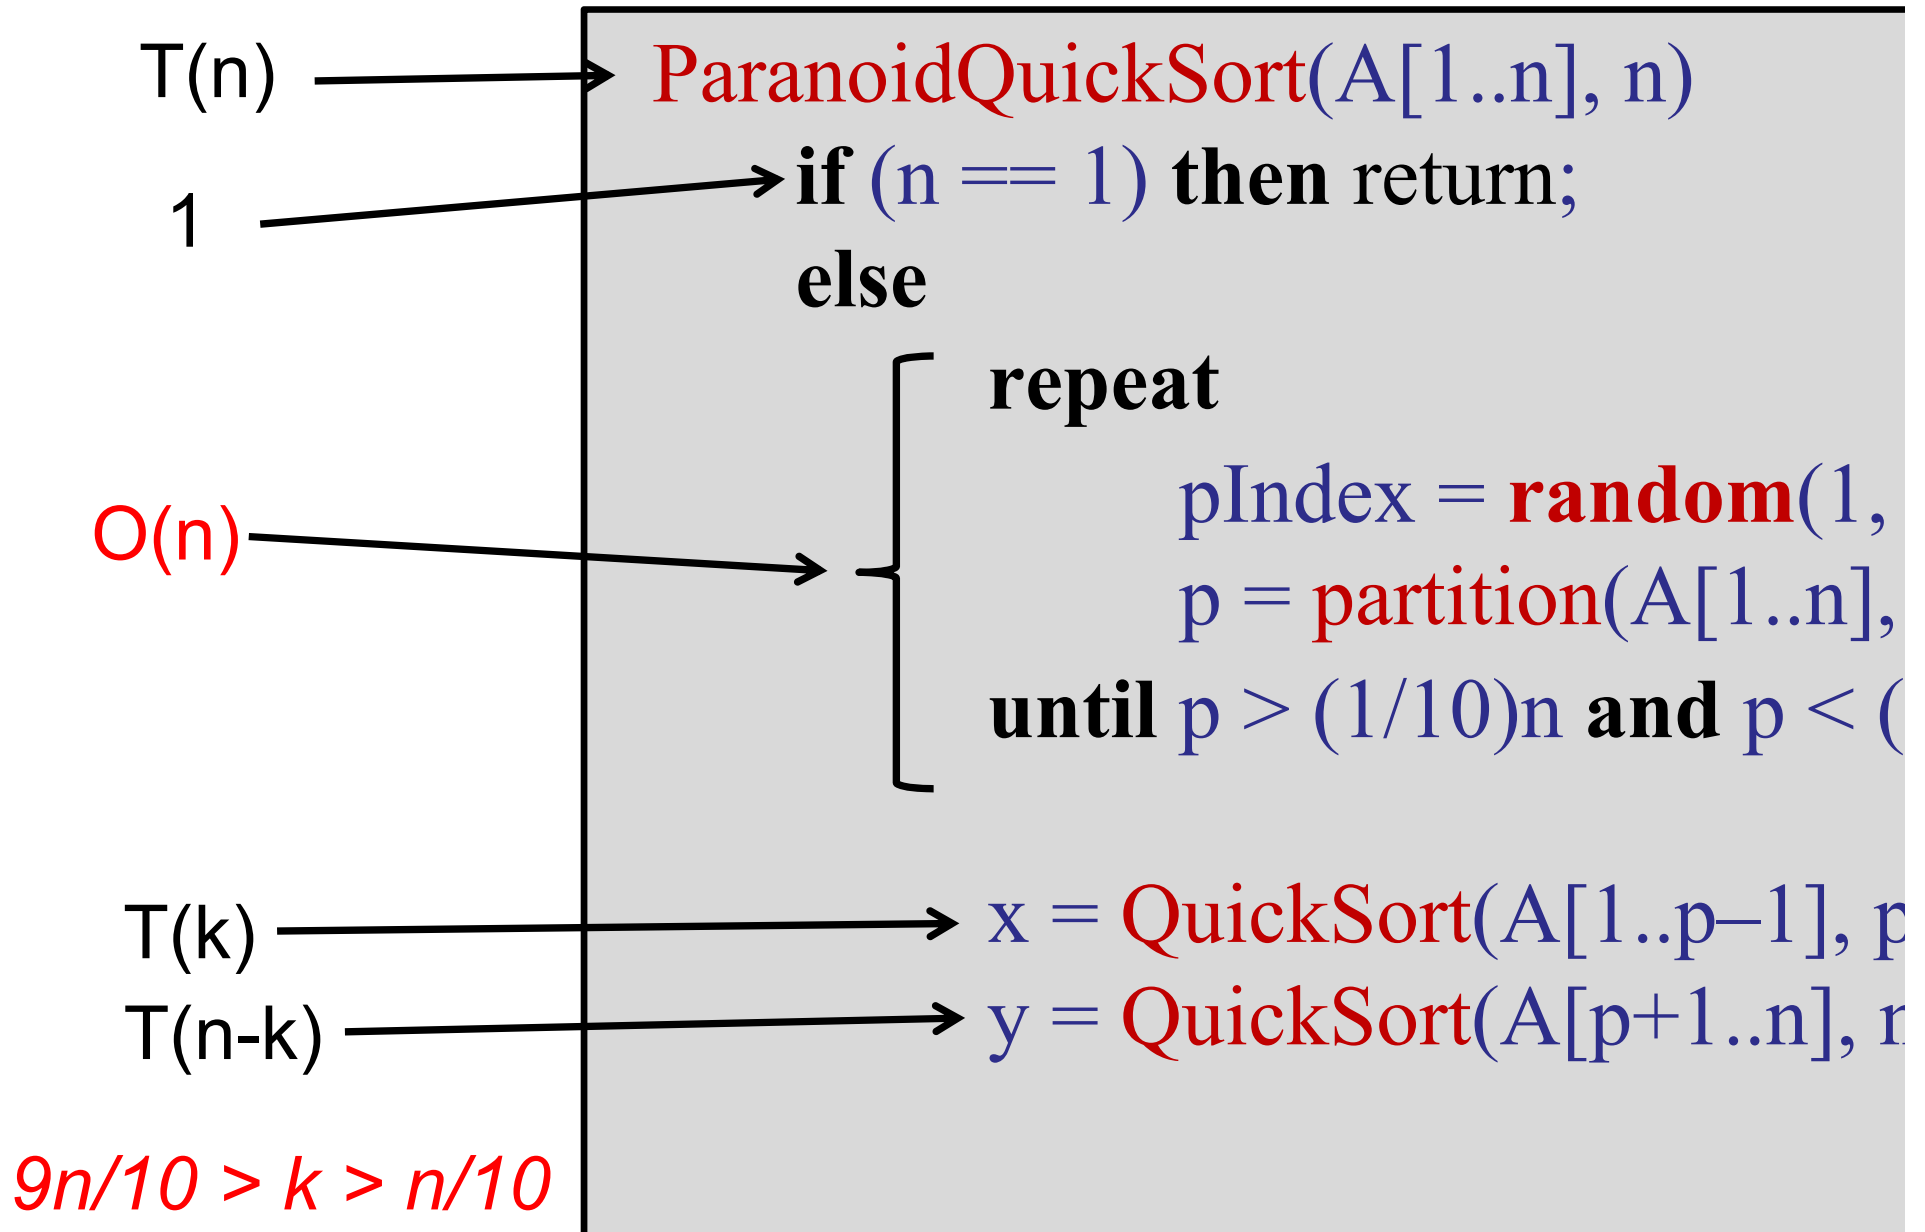 T(n)
ParanoidQuickSort(A[1..n], n)
1
if (n == 1) then return;
else
repeat
pIndex = random(1,
O(n)
p = partition(A[1..n],
until p > (1/10)n and p < (
T(k)
x = QuickSort(A[1..p–1], p
T(n-k)
y = QuickSort(A[p+1..n], n
9n/10 > k > n/10